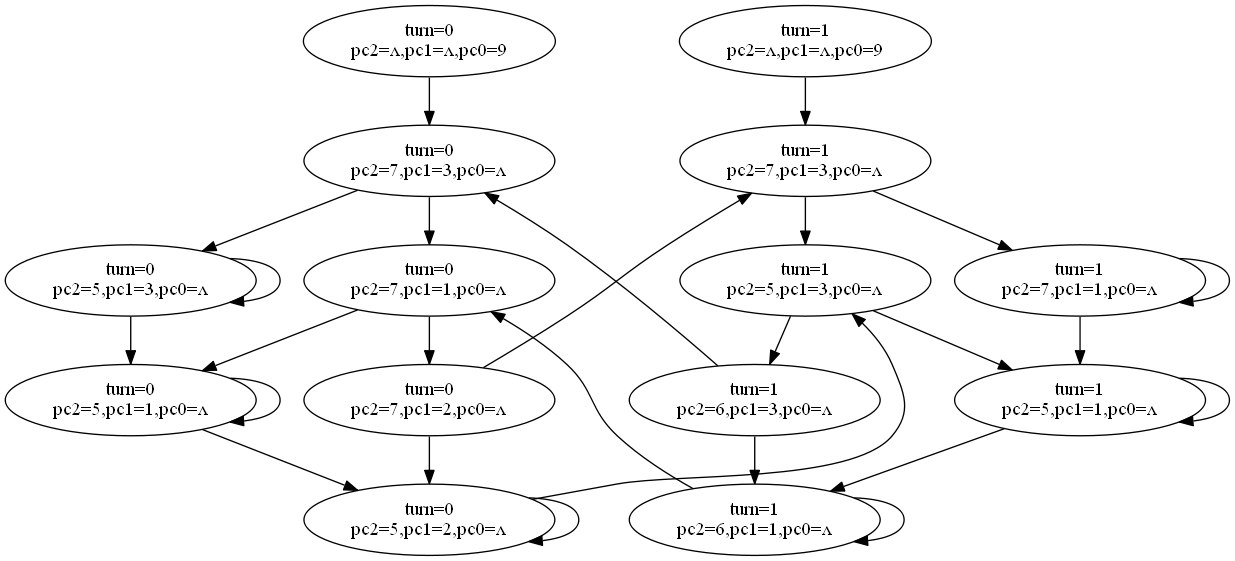 turn=0
pc2=ʌ,pc1=ʌ,pc0=9
turn=1
pc2=ʌ,pc1=ʌ,pc0=9
turn=0
pc2=7,pc1=3,pc0=ʌ
turn=1
pc2=7,pc1=3,pc0=ʌ
turn=0
pc2=5,pc1=3,pc0=ʌ
turn=0
pc2=7,pc1=1,pc0=ʌ
turn=1
pc2=5,pc1=3,pc0=ʌ
turn=1
pc2=7,pc1=1,pc0=ʌ
turn=0
pc2=5,pc1=1,pc0=ʌ
turn=0
pc2=7,pc1=2,pc0=ʌ
turn=1
pc2=6,pc1=3,pc0=ʌ
turn=1
pc2=5,pc1=1,pc0=ʌ
turn=0
pc2=5,pc1=2,pc0=ʌ
turn=1
pc2=6,pc1=1,pc0=ʌ